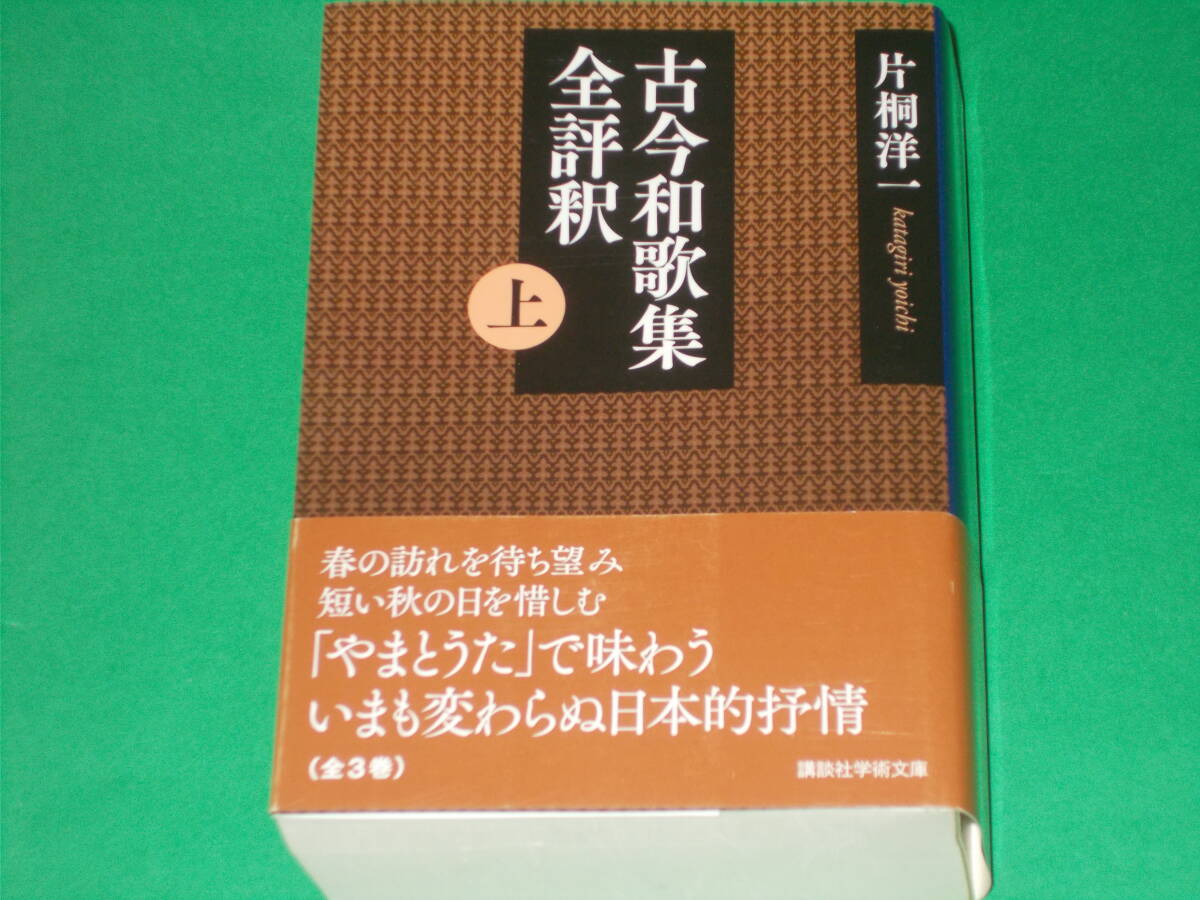 片桐洋一
katagiri yoichi
古今和歌集
全評釈
上
春の訪れを待ち望み
短い秋の日を惜しむ
「やまとうた」で味わう
いまも変わらぬ日本的抒情
（全3巻）
講談社学術文庫